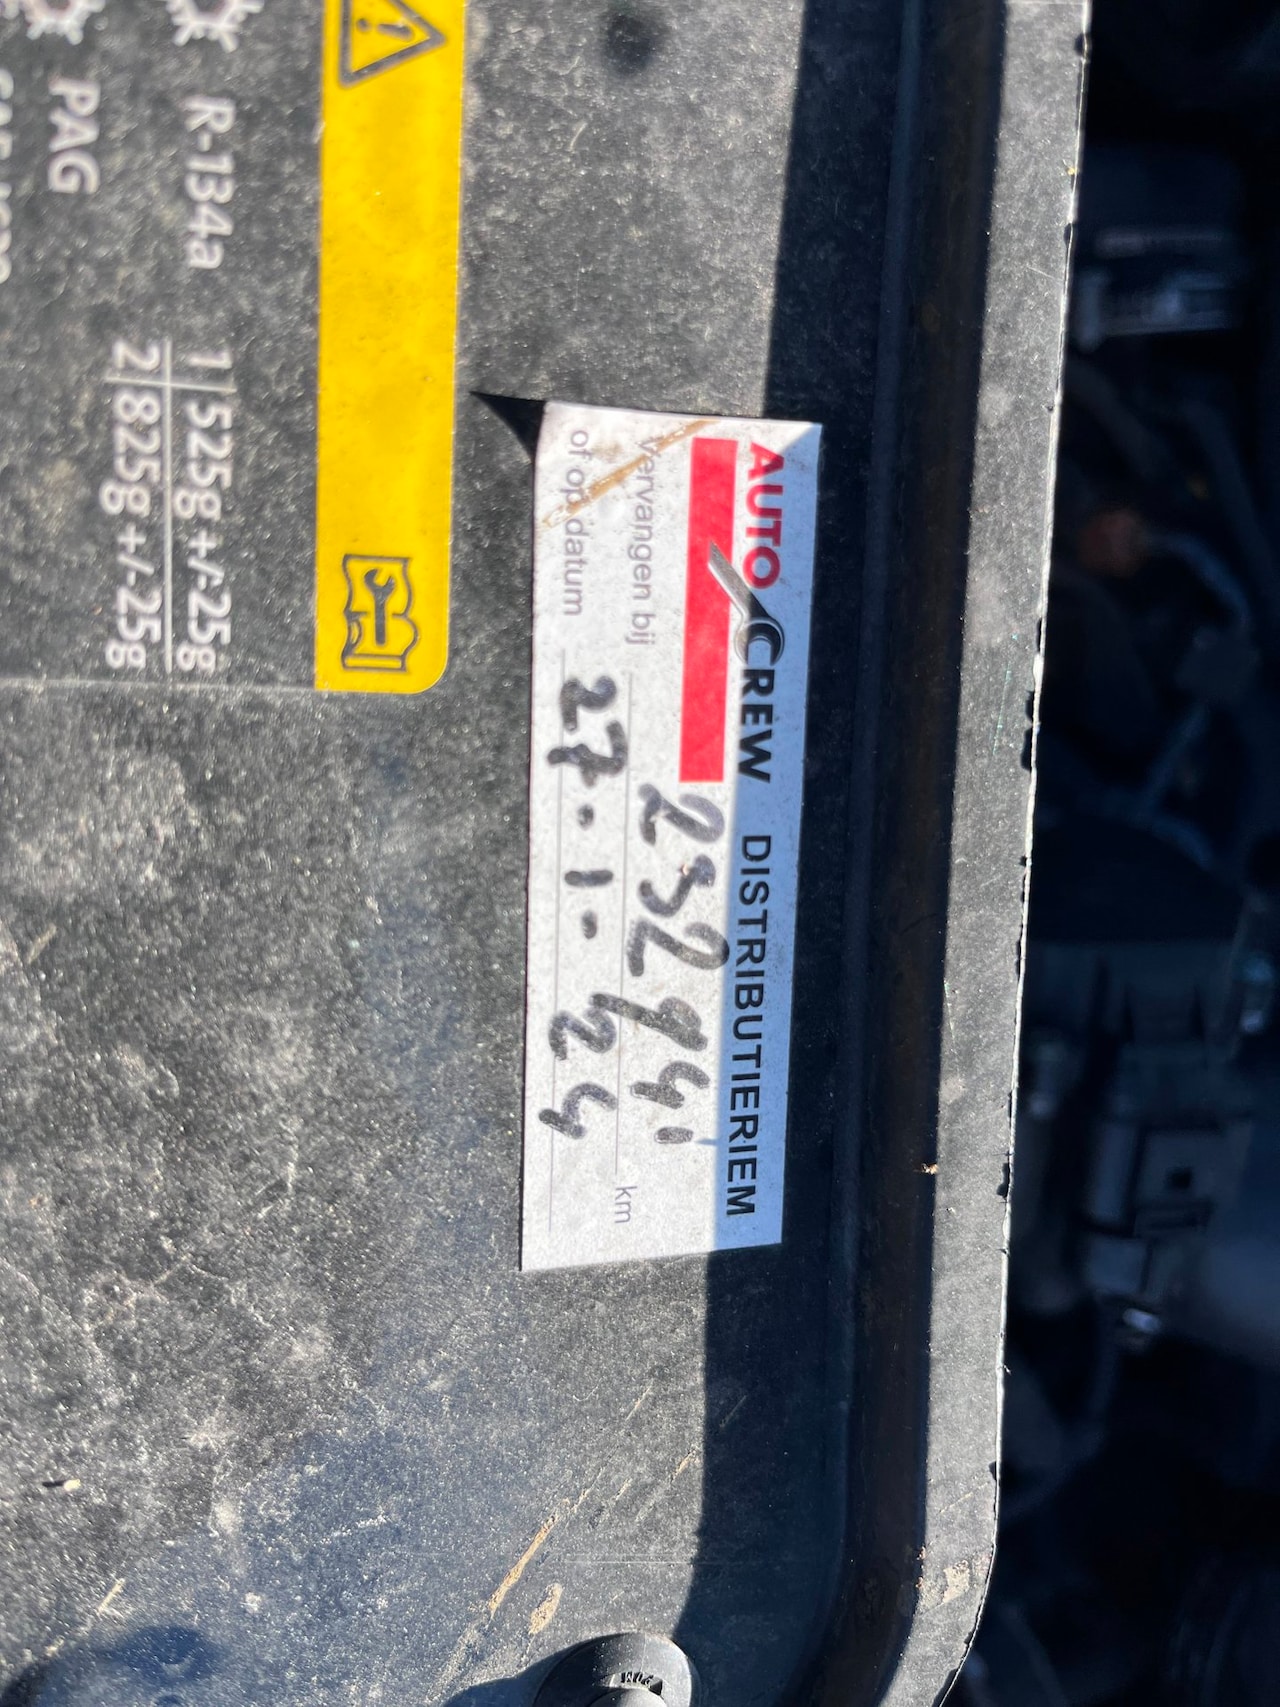 R-134a
1 525g +/-25g
2 825g +/-25g
PAG
AUTO CREW DISTRIBUTIERIEM
Vervangen bij
km
of op datum 27-1-24